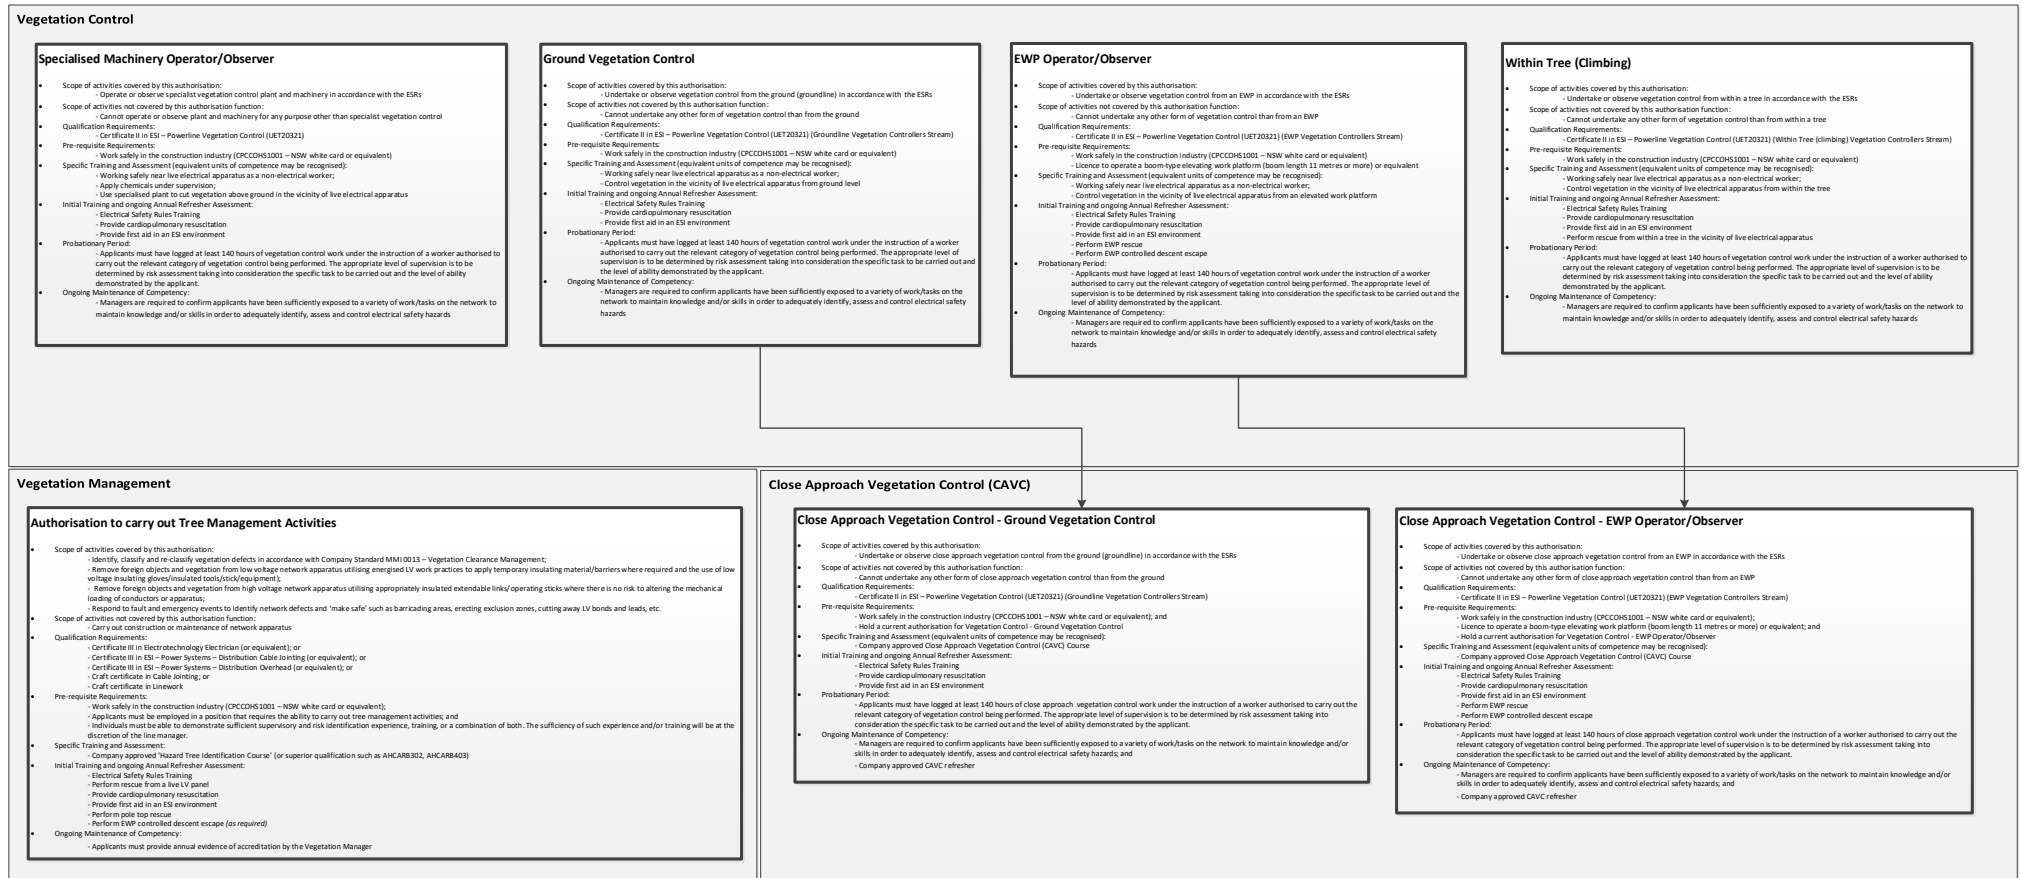 Vegetation Control
Specialised Machinery Operator/Observer
• Scope of activities covered by this authorisation:
- Operate or observe specialist vegetation control plant and machinery in accordance with the ESRs
• Scope of activities not covered by this authorisation function:
- Cannot operate or observe plant and machinery for any purpose other than specialist vegetation control
• Qualification Requirements:
- Certificate II in ESI – Powerline Vegetation Control (UET20321)
• Pre-requisite Requirements:
- Work safely in the construction industry (CPCCOHS1001 – NSW white card or equivalent)
• Specific Training and Assessment (equivalent units of competence may be recognised):
- Working safely near live electrical apparatus as a non-electrical worker;
- Apply chemicals under supervision;
- Use specialised plant to cut vegetation above ground in the vicinity of live electrical apparatus
• Initial Training and ongoing Annual Refresher Assessment:
- Electrical Safety Rules Training
- Provide cardiopulmonary resuscitation
- Provide first aid in an ESI environment
• Probationary Period:
- Applicants must have logged at least 140 hours of vegetation control work under the instruction of a worker authorised to
carry out the relevant category of vegetation control being performed. The appropriate level of supervision is to be
determined by risk assessment taking into consideration the specific task to be carried out and the level of ability
demonstrated by the applicant.
• Ongoing Maintenance of Competency:
- Managers are required to confirm applicants have been sufficiently exposed to a variety of work/tasks on the network to
maintain knowledge and/or skills in order to adequately identify, assess and control electrical safety hazards
Ground Vegetation Control
• Scope of activities covered by this authorisation:
- Undertake or observe vegetation control from the ground (groundline) in accordance with the ESRs
• Scope of activities not covered by this authorisation function:
- Cannot undertake any other form of vegetation control than from the ground
• Qualification Requirements:
- Certificate II in ESI – Powerline Vegetation Control (UET20321) (Groundline Vegetation Controllers Stream)
• Pre-requisite Requirements:
- Work safely in the construction industry (CPCCOHS1001 – NSW white card or equivalent)
• Specific Training and Assessment (equivalent units of competence may be recognised):
- Working safely near live electrical apparatus as a non-electrical worker;
- Control vegetation in the vicinity of live electrical apparatus from ground level
• Initial Training and ongoing Annual Refresher Assessment:
- Electrical Safety Rules Training
- Provide cardiopulmonary resuscitation
- Provide first aid in an ESI environment
• Probationary Period:
- Applicants must have logged at least 140 hours of vegetation control work under the instruction of a worker
authorised to carry out the relevant category of vegetation control being performed. The appropriate level of
supervision is to be determined by risk assessment taking into consideration the specific task to be carried out and
the level of ability demonstrated by the applicant.
• Ongoing Maintenance of Competency:
- Managers are required to confirm applicants have been sufficiently exposed to a variety of work/tasks on the
network to maintain knowledge and/or skills in order to adequately identify, assess and control electrical safety
hazards
EWP Operator/Observer
• Scope of activities covered by this authorisation:
- Undertake or observe vegetation control from an EWP in accordance with the ESRs
• Scope of activities not covered by this authorisation function:
- Cannot undertake any other form of vegetation control than from an EWP
• Qualification Requirements:
- Certificate II in ESI – Powerline Vegetation Control (UET20321) (EWP Vegetation Controllers Stream)
• Pre-requisite Requirements:
- Work safely in the construction industry (CPCCOHS1001 – NSW white card or equivalent)
- Licence to operate a boom-type elevating work platform (boom length 11 metres or more) or equivalent
• Specific Training and Assessment (equivalent units of competence may be recognised):
- Working safely near live electrical apparatus as a non-electrical worker;
- Control vegetation in the vicinity of live electrical apparatus from an elevated work platform
• Initial Training and ongoing Annual Refresher Assessment:
- Electrical Safety Rules Training
- Provide cardiopulmonary resuscitation
- Provide first aid in an ESI environment
- Perform EWP rescue
- Perform EWP controlled descent escape
• Probationary Period:
- Applicants must have logged at least 140 hours of vegetation control work under the instruction of a worker
authorised to carry out the relevant category of vegetation control being performed. The appropriate level of
supervision is to be determined by risk assessment taking into consideration the specific task to be carried out and the
level of ability demonstrated by the applicant.
• Ongoing Maintenance of Competency:
- Managers are required to confirm applicants have been sufficiently exposed to a variety of work/tasks on the
network to maintain knowledge and/or skills in order to adequately identify, assess and control electrical safety
hazards
Within Tree (Climbing)
• Scope of activities covered by this authorisation:
- Undertake or observe vegetation control from within a tree in accordance with the ESRs
• Scope of activities not covered by this authorisation function:
- Cannot undertake any other form of vegetation control than from within a tree
• Qualification Requirements:
- Certificate II in ESI – Powerline Vegetation Control (UET20321) (Within Tree (climbing) Vegetation Controllers Stream)
• Pre-requisite Requirements:
- Work safely in the construction industry (CPCCOHS1001 – NSW white card or equivalent)
• Specific Training and Assessment (equivalent units of competence may be recognised):
- Working safely near live electrical apparatus as a non-electrical worker;
- Control vegetation in the vicinity of live electrical apparatus from within the tree
• Initial Training and ongoing Annual Refresher Assessment:
- Electrical Safety Rules Training
- Provide cardiopulmonary resuscitation
- Provide first aid in an ESI environment
- Perform rescue from within a tree in the vicinity of live electrical apparatus
• Probationary Period:
- Applicants must have logged at least 140 hours of vegetation control work under the instruction of a worker authorised to
carry out the relevant category of vegetation control being performed. The appropriate level of supervision is to be
determined by risk assessment taking into consideration the specific task to be carried out and the level of ability
demonstrated by the applicant.
• Ongoing Maintenance of Competency:
- Managers are required to confirm applicants have been sufficiently exposed to a variety of work/tasks on the network to
maintain knowledge and/or skills in order to adequately identify, assess and control electrical safety hazards
Vegetation Management
Authorisation to carry out Tree Management Activities
• Scope of activities covered by this authorisation:
- Identify, classify and re-classify vegetation defects in accordance with Company Standard MMI 0013 – Vegetation Clearance Management;
- Remove foreign objects and vegetation from low voltage network apparatus utilising energised LV work practices to apply temporary insulating material/barriers where required and the use of low
voltage insulating gloves/insulated tools/stick/equipment);
- Remove foreign objects and vegetation from high voltage network apparatus utilising appropriately insulated extendable links/operating sticks where there is no risk to altering the mechanical
loading of conductors or apparatus;
- Respond to fault and emergency events to identify network defects and 'make safe' such as barricading areas, erecting exclusion zones, cutting away LV bonds and leads, etc.
• Scope of activities not covered by this authorisation function:
- Carry out construction or maintenance of network apparatus
• Qualification Requirements:
- Certificate III in Electrotechnology Electrician (or equivalent); or
- Certificate III in ESI – Power Systems – Distribution Cable Jointing (or equivalent); or
- Certificate III in ESI – Power Systems – Distribution Overhead (or equivalent); or
- Craft certificate in Cable Jointing; or
- Craft certificate in Linework
• Pre-requisite Requirements:
- Work safely in the construction industry (CPCCOHS1001 – NSW white card or equivalent);
- Applicants must be employed in a position that requires the ability to carry out tree management activities; and
- Individuals must be able to demonstrate sufficient supervisory and risk identification experience, training, or a combination of both. The sufficiency of such experience and/or training will be at the
discretion of the line manager.
• Specific Training and Assessment:
- Company approved 'Hazard Tree Identification Course' (or superior qualification such as AHCARB302, AHCARB403)
• Initial Training and ongoing Annual Refresher Assessment:
- Electrical Safety Rules Training
- Perform rescue from a live LV panel
- Provide cardiopulmonary resuscitation
- Provide first aid in an ESI environment
- Perform pole top rescue
- Perform EWP controlled descent escape (as required)
• Ongoing Maintenance of Competency:
- Applicants must provide annual evidence of accreditation by the Vegetation Manager
Close Approach Vegetation Control (CAVC)
Close Approach Vegetation Control - Ground Vegetation Control
• Scope of activities covered by this authorisation:
- Undertake or observe close approach vegetation control from the ground (groundline) in accordance with the ESRs
• Scope of activities not covered by this authorisation function:
- Cannot undertake any other form of close approach vegetation control than from the ground
• Qualification Requirements:
- Certificate II in ESI – Powerline Vegetation Control (UET20321) (Groundline Vegetation Controllers Stream)
• Pre-requisite Requirements:
- Work safely in the construction industry (CPCCOHS1001 – NSW white card or equivalent); and
- Hold a current authorisation for Vegetation Control - Ground Vegetation Control
• Specific Training and Assessment (equivalent units of competence may be recognised):
- Company approved Close Approach Vegetation Control (CAVC) Course
• Initial Training and ongoing Annual Refresher Assessment:
- Electrical Safety Rules Training
- Provide cardiopulmonary resuscitation
- Provide first aid in an ESI environment
• Probationary Period:
- Applicants must have logged at least 140 hours of close approach vegetation control work under the instruction of a worker authorised to carry out the
relevant category of vegetation control being performed. The appropriate level of supervision is to be determined by risk assessment taking into
consideration the specific task to be carried out and the level of ability demonstrated by the applicant.
• Ongoing Maintenance of Competency:
- Managers are required to confirm applicants have been sufficiently exposed to a variety of work/tasks on the network to maintain knowledge and/or
skills in order to adequately identify, assess and control electrical safety hazards; and
- Company approved CAVC refresher
Close Approach Vegetation Control - EWP Operator/Observer
• Scope of activities covered by this authorisation:
- Undertake or observe close approach vegetation control from an EWP in accordance with the ESRs
• Scope of activities not covered by this authorisation function:
- Cannot undertake any other form of close approach vegetation control than from an EWP
• Qualification Requirements:
- Certificate II in ESI – Powerline Vegetation Control (UET20321) (EWP Vegetation Controllers Stream)
• Pre-requisite Requirements:
- Work safely in the construction industry (CPCCOHS1001 – NSW white card or equivalent);
- Licence to operate a boom-type elevating work platform (boom length 11 metres or more) or equivalent; and
- Hold a current authorisation for Vegetation Control - EWP Operator/Observer
• Specific Training and Assessment (equivalent units of competence may be recognised):
- Company approved Close Approach Vegetation Control (CAVC) Course
• Initial Training and ongoing Annual Refresher Assessment:
- Electrical Safety Rules Training
- Provide cardiopulmonary resuscitation
- Provide first aid in an ESI environment
- Perform EWP rescue
- Perform EWP controlled descent escape
• Probationary Period:
- Applicants must have logged at least 140 hours of close approach vegetation control work under the instruction of a worker authorised to carry out the
relevant category of vegetation control being performed. The appropriate level of supervision is to be determined by risk assessment taking into
consideration the specific task to be carried out and the level of ability demonstrated by the applicant.
• Ongoing Maintenance of Competency:
- Managers are required to confirm applicants have been sufficiently exposed to a variety of work/tasks on the network to maintain knowledge and/or
skills in order to adequately identify, assess and control electrical safety hazards; and
- Company approved CAVC refresher